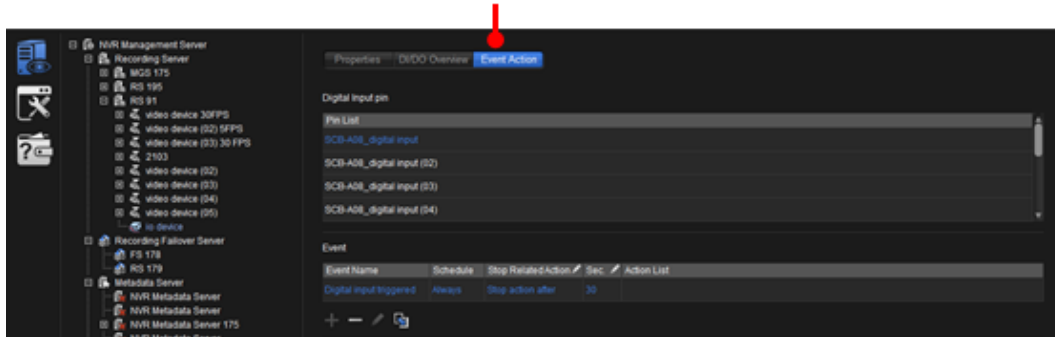 NVR Management Server
Recording Server
MGS 175
RS 195
RS 91
video device 30FPS
video device (02) 5FPS
video device (03) 30 FPS
2103
video device (02)
video device (03)
video device (04)
video device (05)
io device
Recording Failover Server
FS 178
RS 179
Metadata Server
NVR Metadata Server
NVR Metadata Server
NVR Metadata Server 175
NVR Metadata Server
Properties DI/DO Overview Event Action
Digital Input pin
Pin List
SCB-A08_digital input
SCB-A08_digital input (02)
SCB-A08_digital input (03)
SCB-A08_digital input (04)
Event
Event Name Schedule Stop Related Action Sec. Action List
Digital input triggered Always Stop action after 30